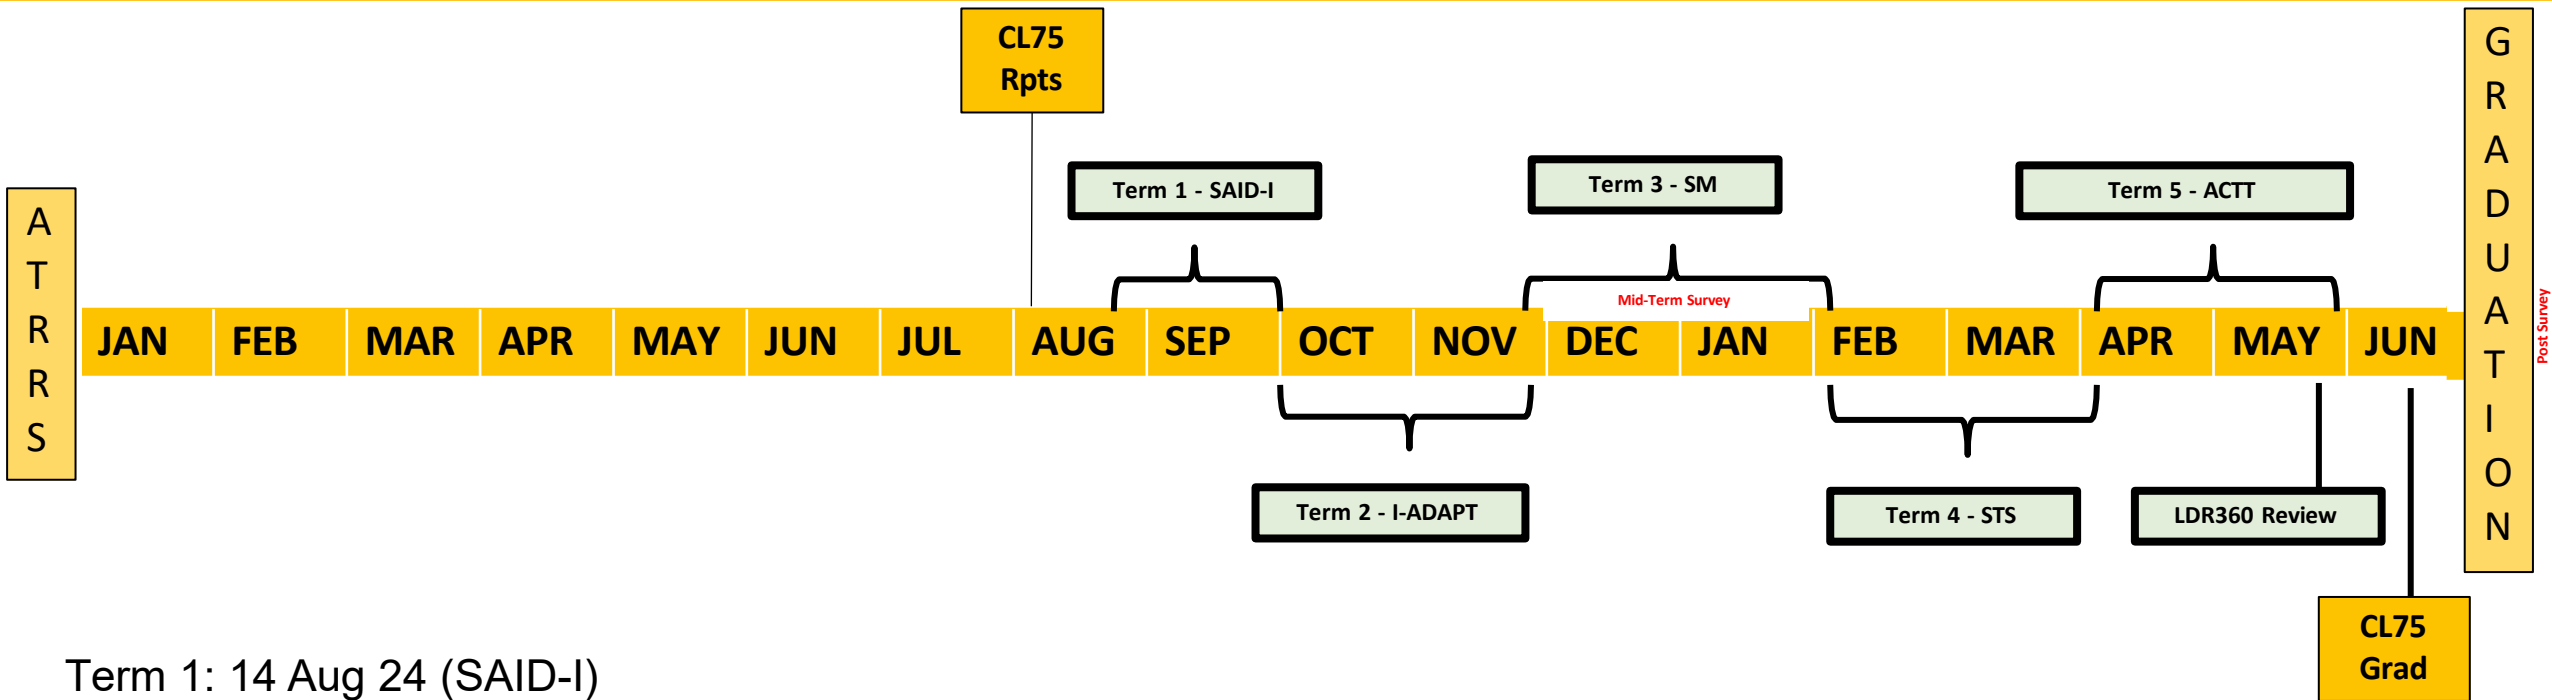 CL75
Rpts
G
R
A
D
U
A
T
I
O
N
A
T
R
R
S
Term 1 - SAID-I
Term 3 - SM
Term 5 - ACTT
Mid-Term Survey
Post Survey
JAN FEB MAR APR MAY JUN JUL AUG SEP OCT NOV DEC JAN FEB MAR APR MAY JUN
Term 2 - I-ADAPT
Term 4 - STS
LDR360 Review
CL75
Grad
Term 1: 14 Aug 24 (SAID-I)